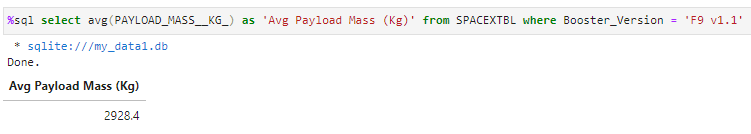 %sql select avg(PAYLOAD_MASS__KG_) as 'Avg Payload Mass (Kg)' from SPACEXTBL where Booster_Version = 'F9 v1.1'
* sqlite:///my_data1.db
Done.
Avg Payload Mass (Kg)
2928.4